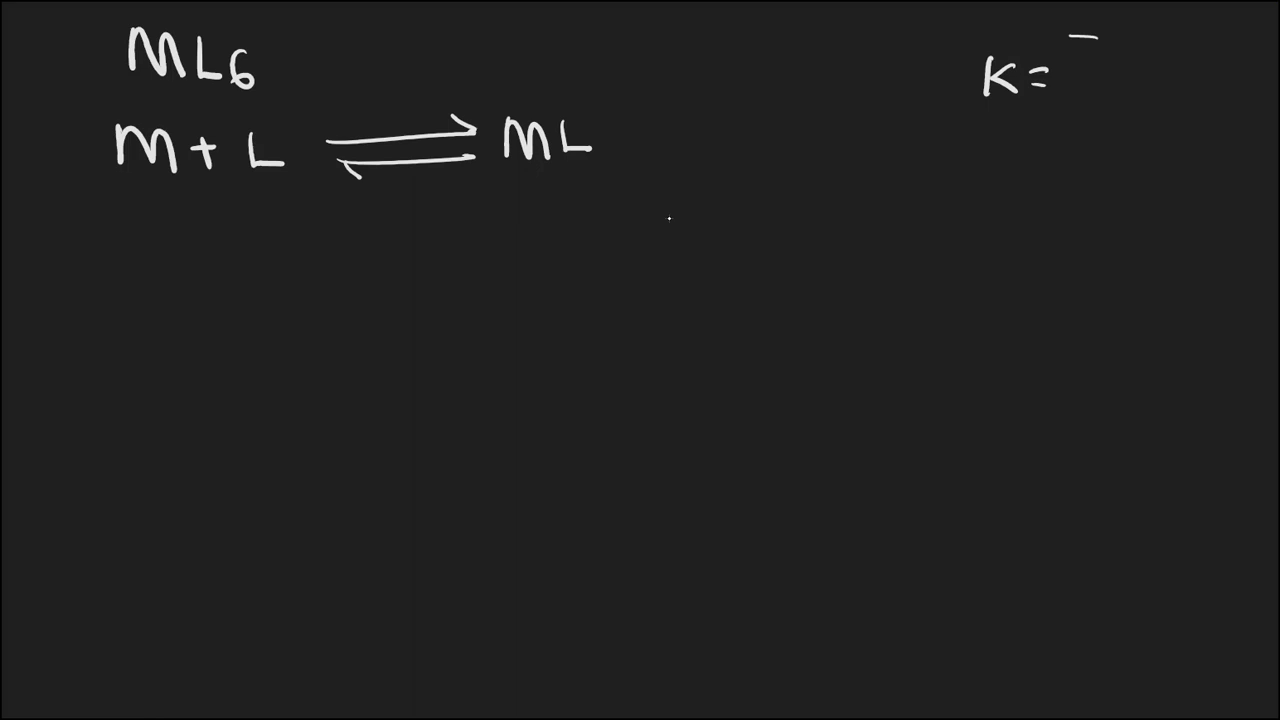 ML6
K =
M + L ⇌ ML